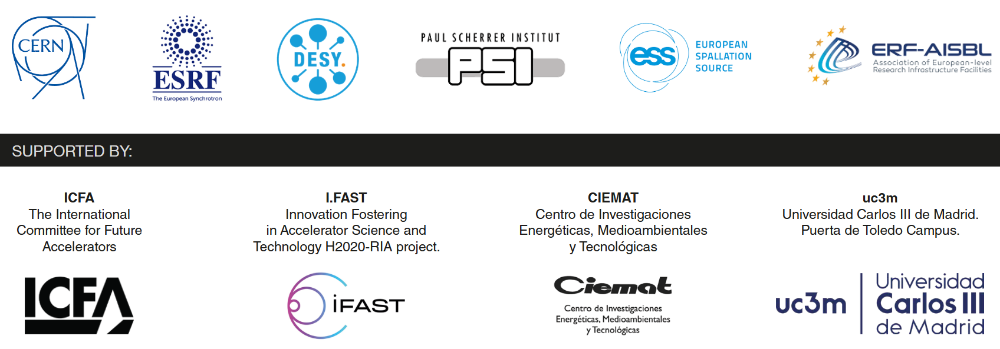 CERN
ESRF
The European Synchrotron
DESY.
PAUL SCHERRER INSTITUT
PSI
ess
EUROPEAN
SPALLATION
SOURCE
ERF-AISBL
Association of European-level
Research Infrastructure Facilities
SUPPORTED BY:
ICFA
The International
Committee for Future
Accelerators
I.FAST
Innovation Fostering
in Accelerator Science and
Technology H2020-RIA project.
CIEMAT
Centro de Investigaciones
Energéticas, Medioambientales
y Tecnológicas
uc3m
Universidad Carlos III de Madrid.
Puerta de Toledo Campus.
ICFA
iFAST
Ciemat
Centro de Investigaciones
Energéticas, Medioambientales
y Tecnológicas
uc3m
Universidad
Carlos III
de Madrid